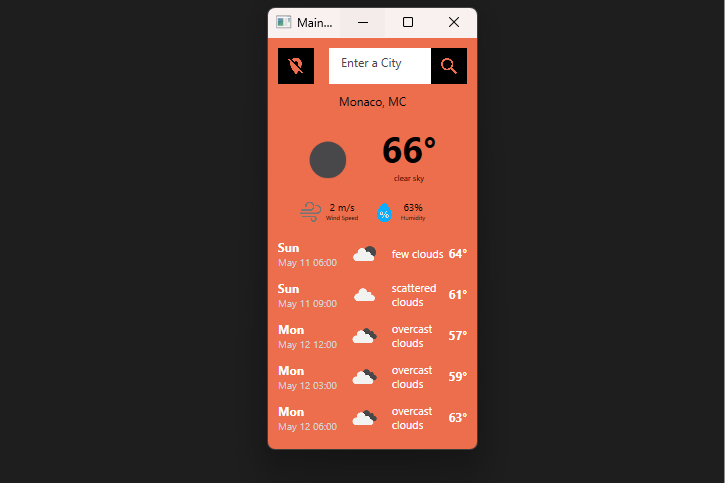 Main...
Enter a City
Monaco, MC
66°
clear sky
2 m/s
Wind Speed
%
63%
Humidity
Sun
May 11 06:00
few clouds
64°
Sun
May 11 09:00
scattered
clouds
61°
Mon
May 12 12:00
overcast
clouds
57°
Mon
May 12 03:00
overcast
clouds
59°
Mon
May 12 06:00
overcast
clouds
63°